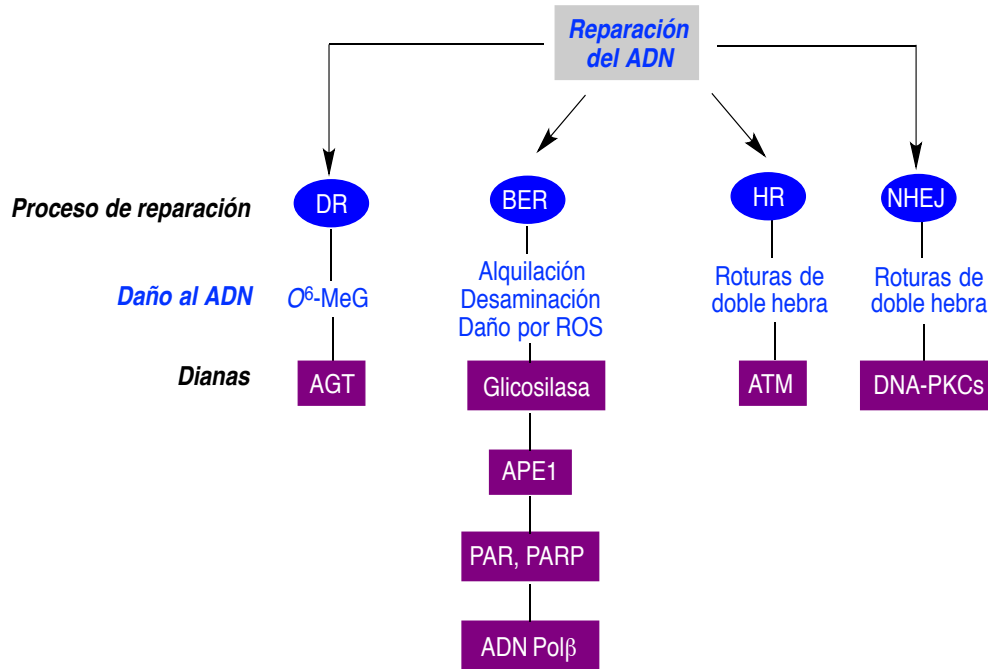 Reparación
del ADN
Proceso de reparación
DR
BER
HR
NHEJ
Daño al ADN
O⁶-MeG
Alquilación
Desaminación
Daño por ROS
Roturas de
doble hebra
Roturas de
doble hebra
Dianas
AGT
Glicosilasa
ATM
DNA-PKCs
APE1
PAR, PARP
ADN Polβ